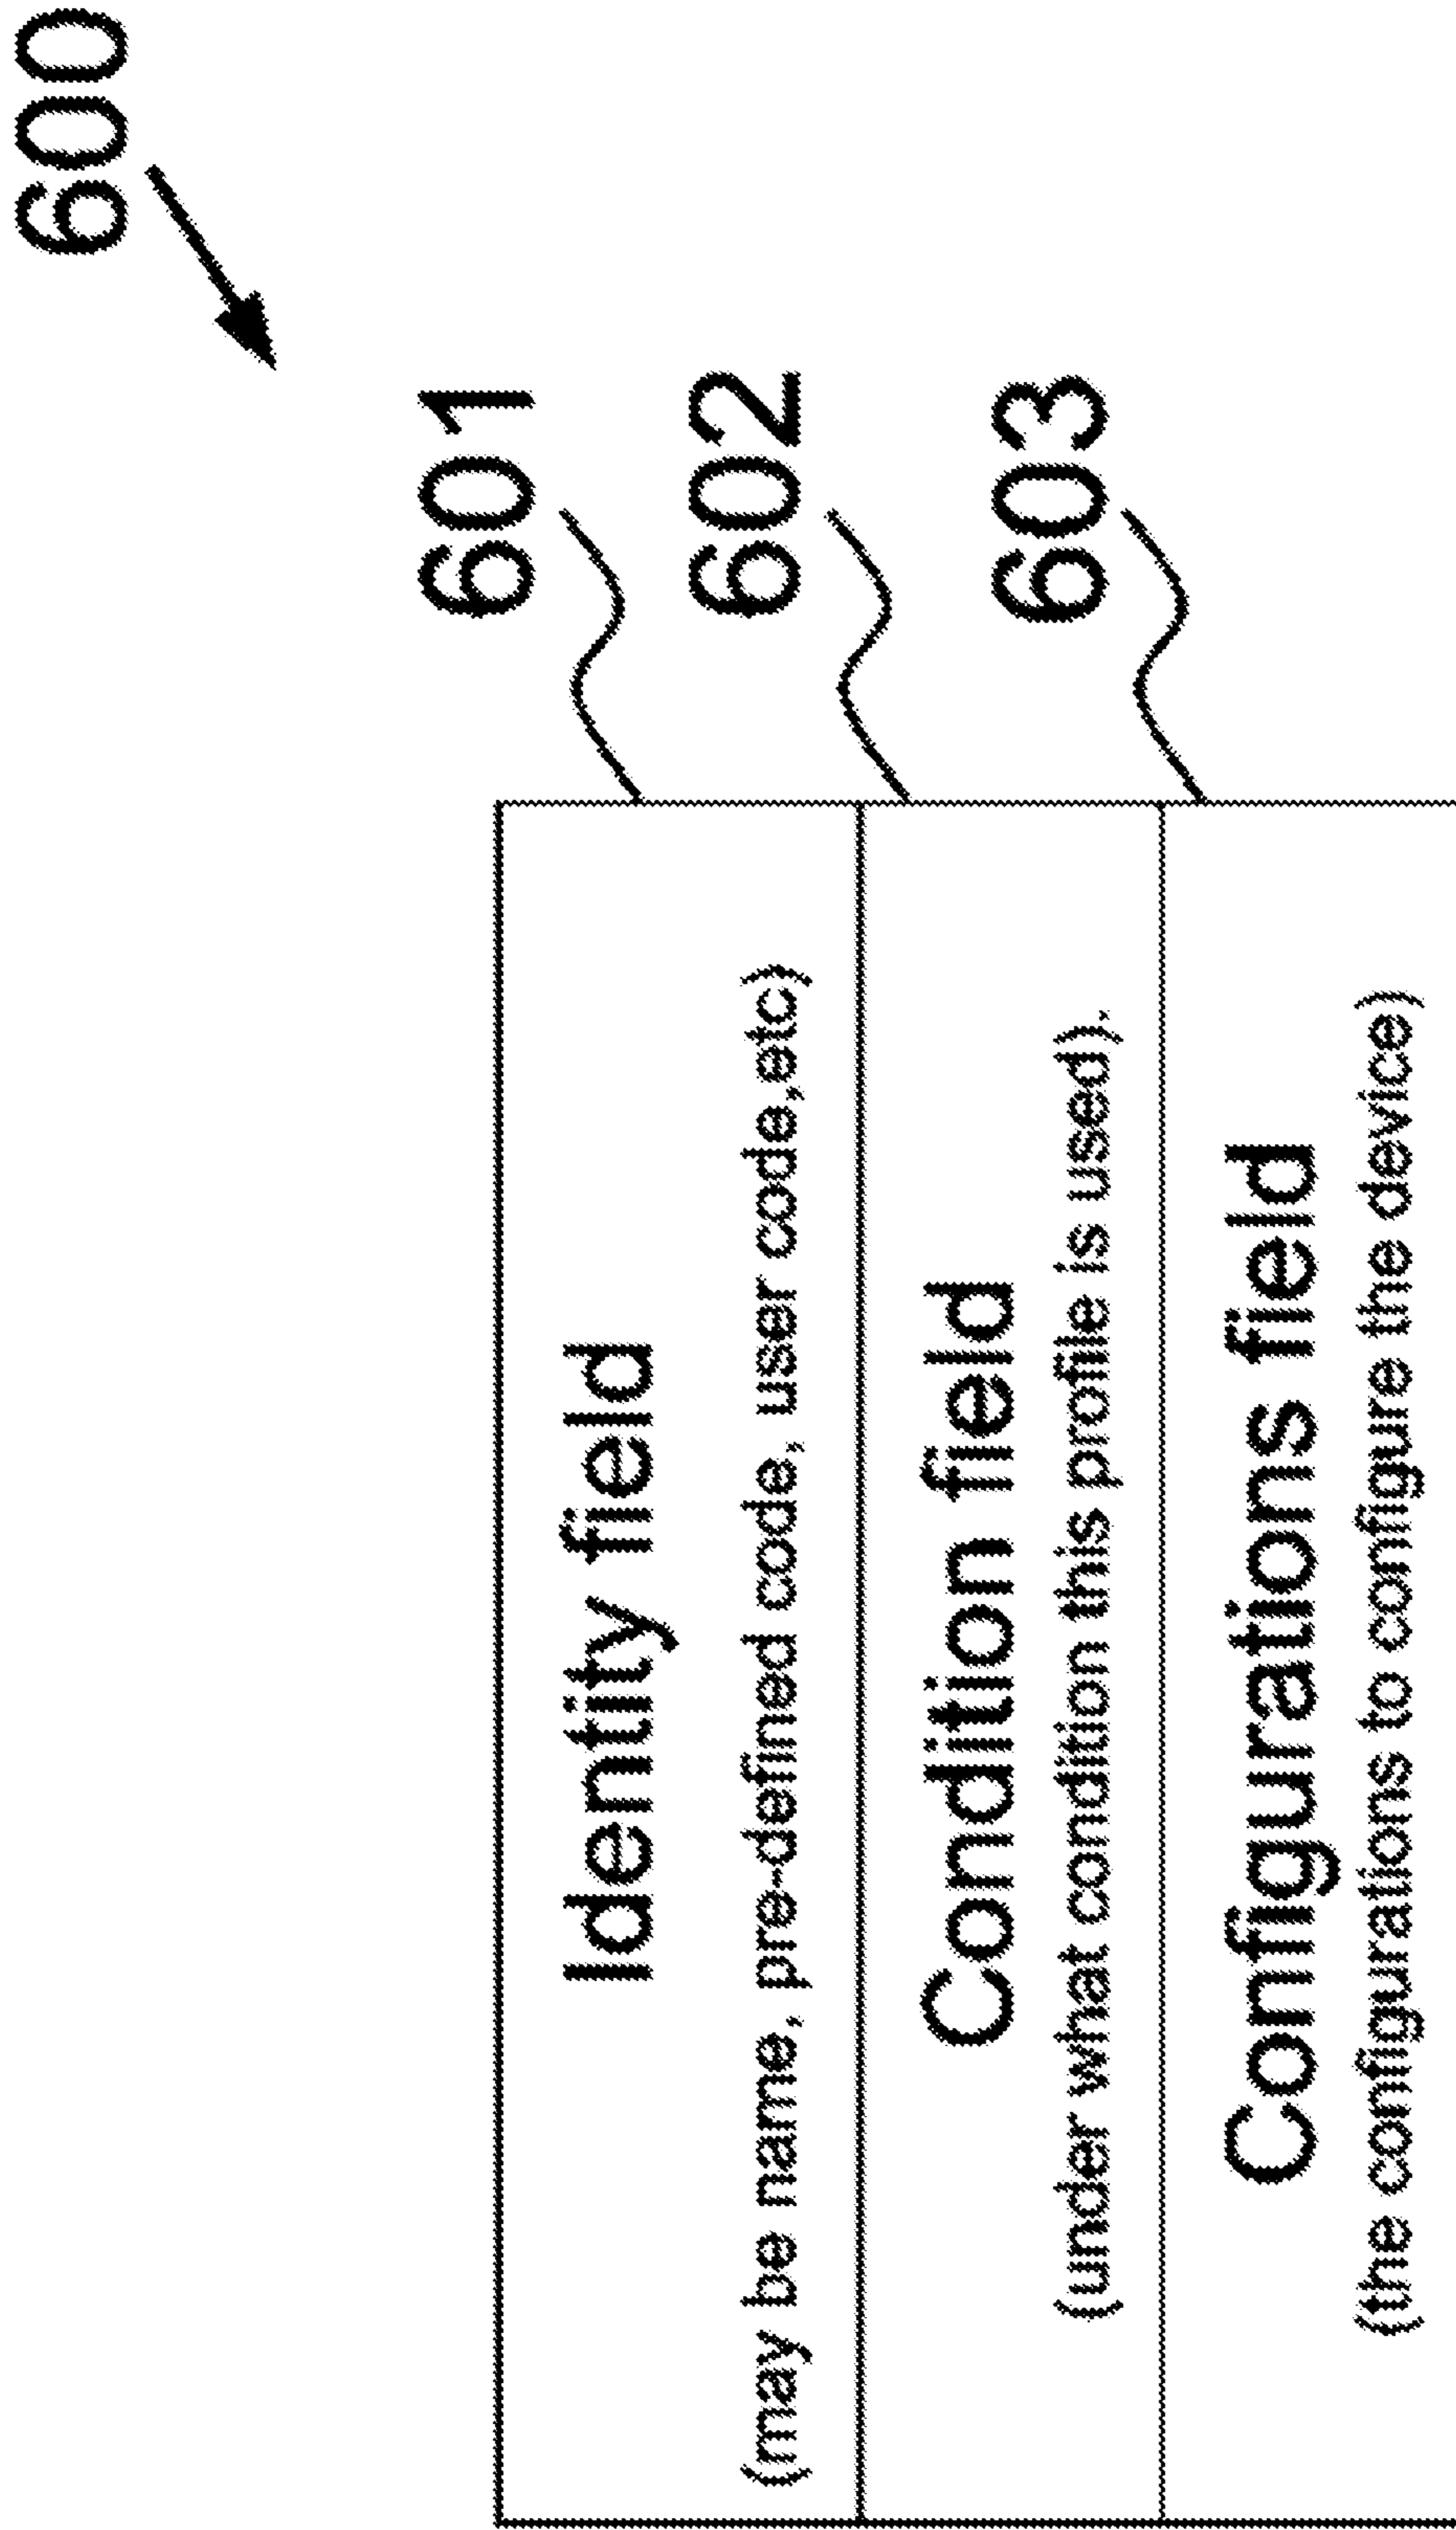 600
601
Identity field
(may be name, pre-defined code, user code,etc)
602
Condition field
(under what condition this profile is used).
603
Configurations field
(the configurations to configure the device)